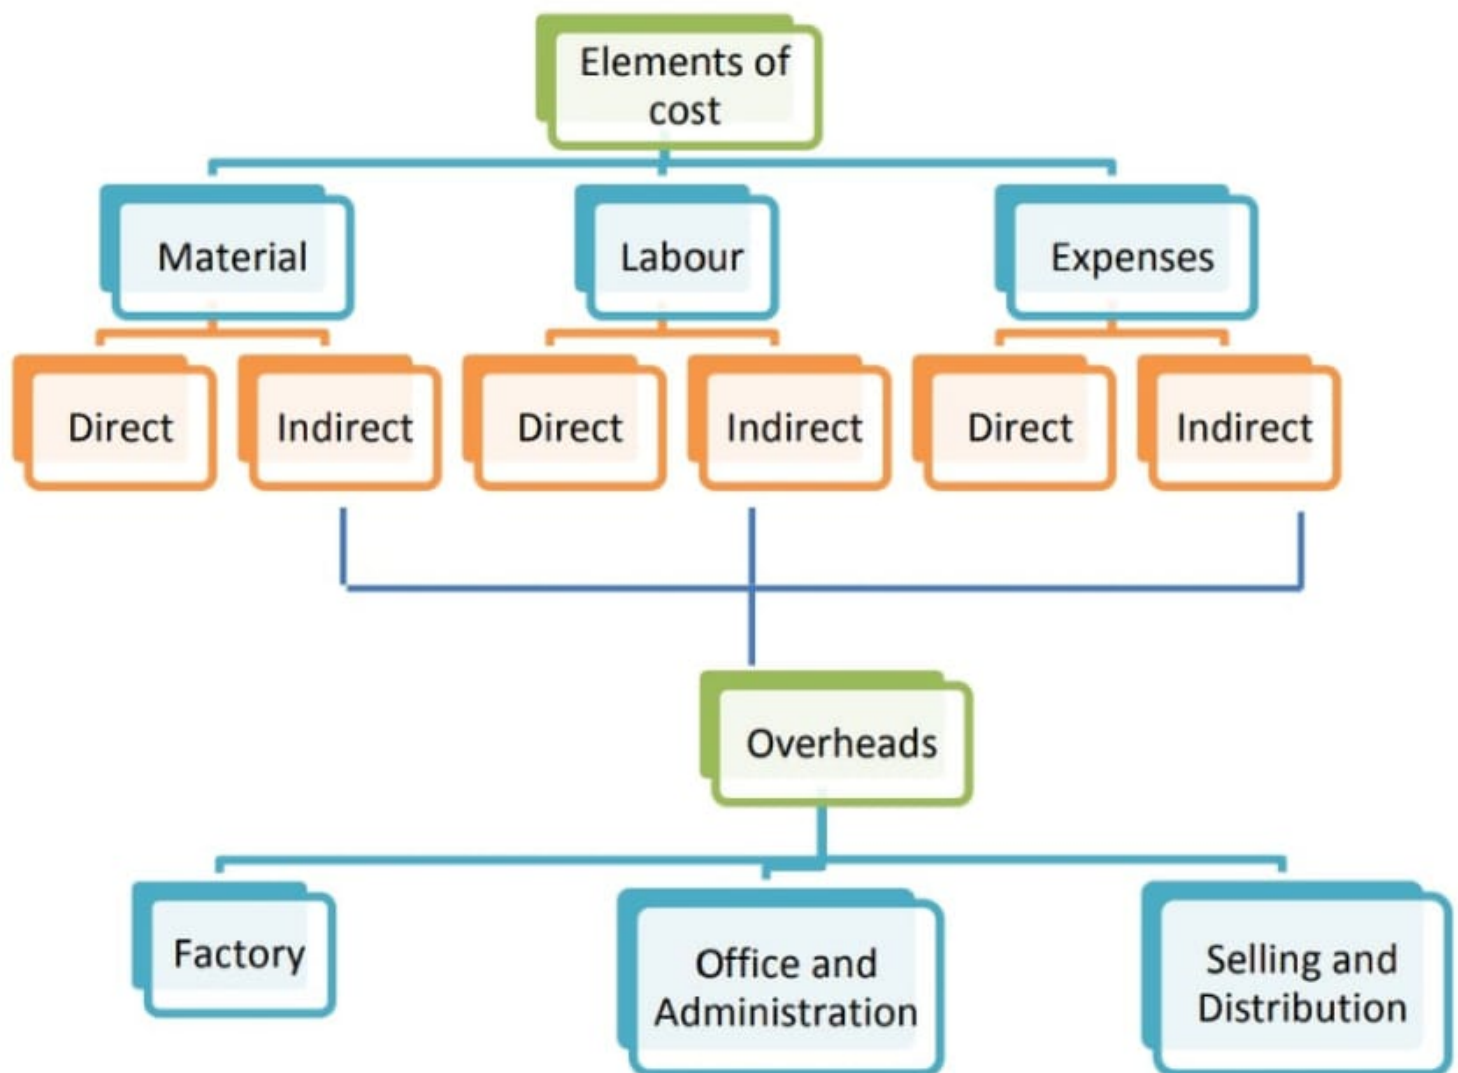 Elements of
cost
Material
Labour
Expenses
Direct
Indirect
Direct
Indirect
Direct
Indirect
Overheads
Factory
Office and
Administration
Selling and
Distribution